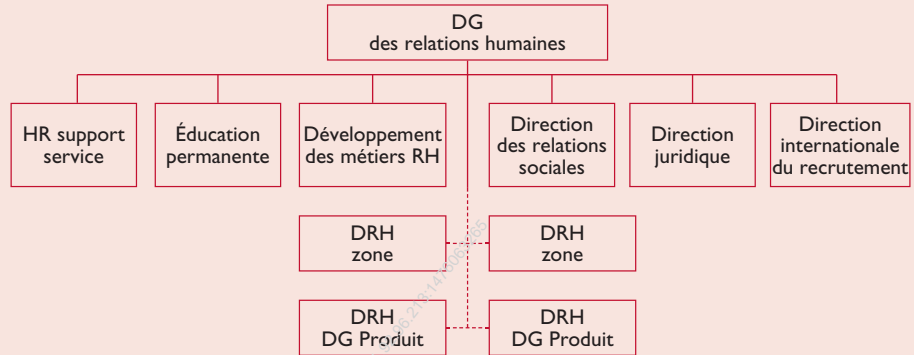 DG
des relations humaines
HR support
service
Éducation
permanente
Développement
des métiers RH
Direction
des relations
sociales
Direction
juridique
Direction
internationale
du recrutement
DRH
zone
DRH
zone
DRH
DG Produit
DRH
DG Produit